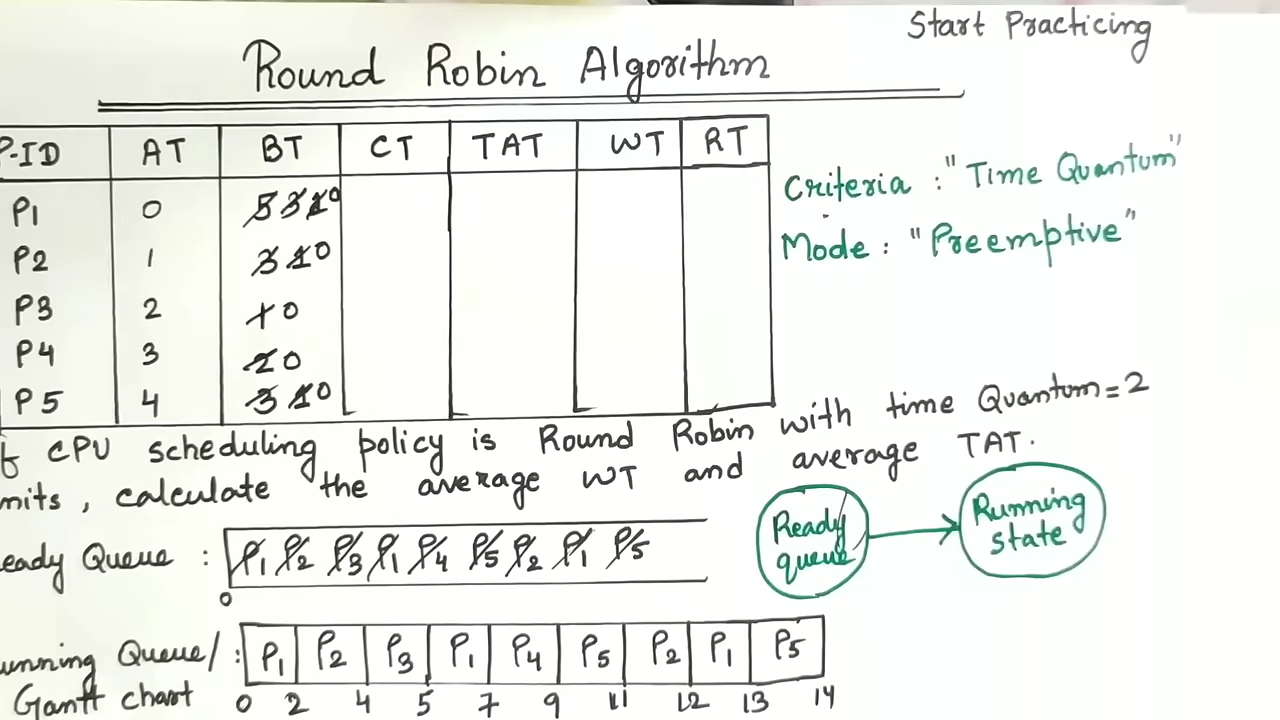 Start Practicing
Round Robin Algorithm
P-ID AT BT CT TAT WT RT
P1 0 5 3 1 0
P2 1 3 1 0
P3 2 1 0
P4 3 2 0
P5 4 3 1 0
Criteria : "Time Quantum"
Mode : "Preemptive"
CPU scheduling policy is Round Robin with time Quantum = 2
, calculate the average WT and average TAT.
Ready queue → Running state
Queue : P1 P2 P3 P1 P4 P5 P2 P1 P5
0
Queue/ : P1 P2 P3 P1 P4 P5 P2 P1 P5
Gantt chart 0 2 4 5 7 9 11 12 13 14